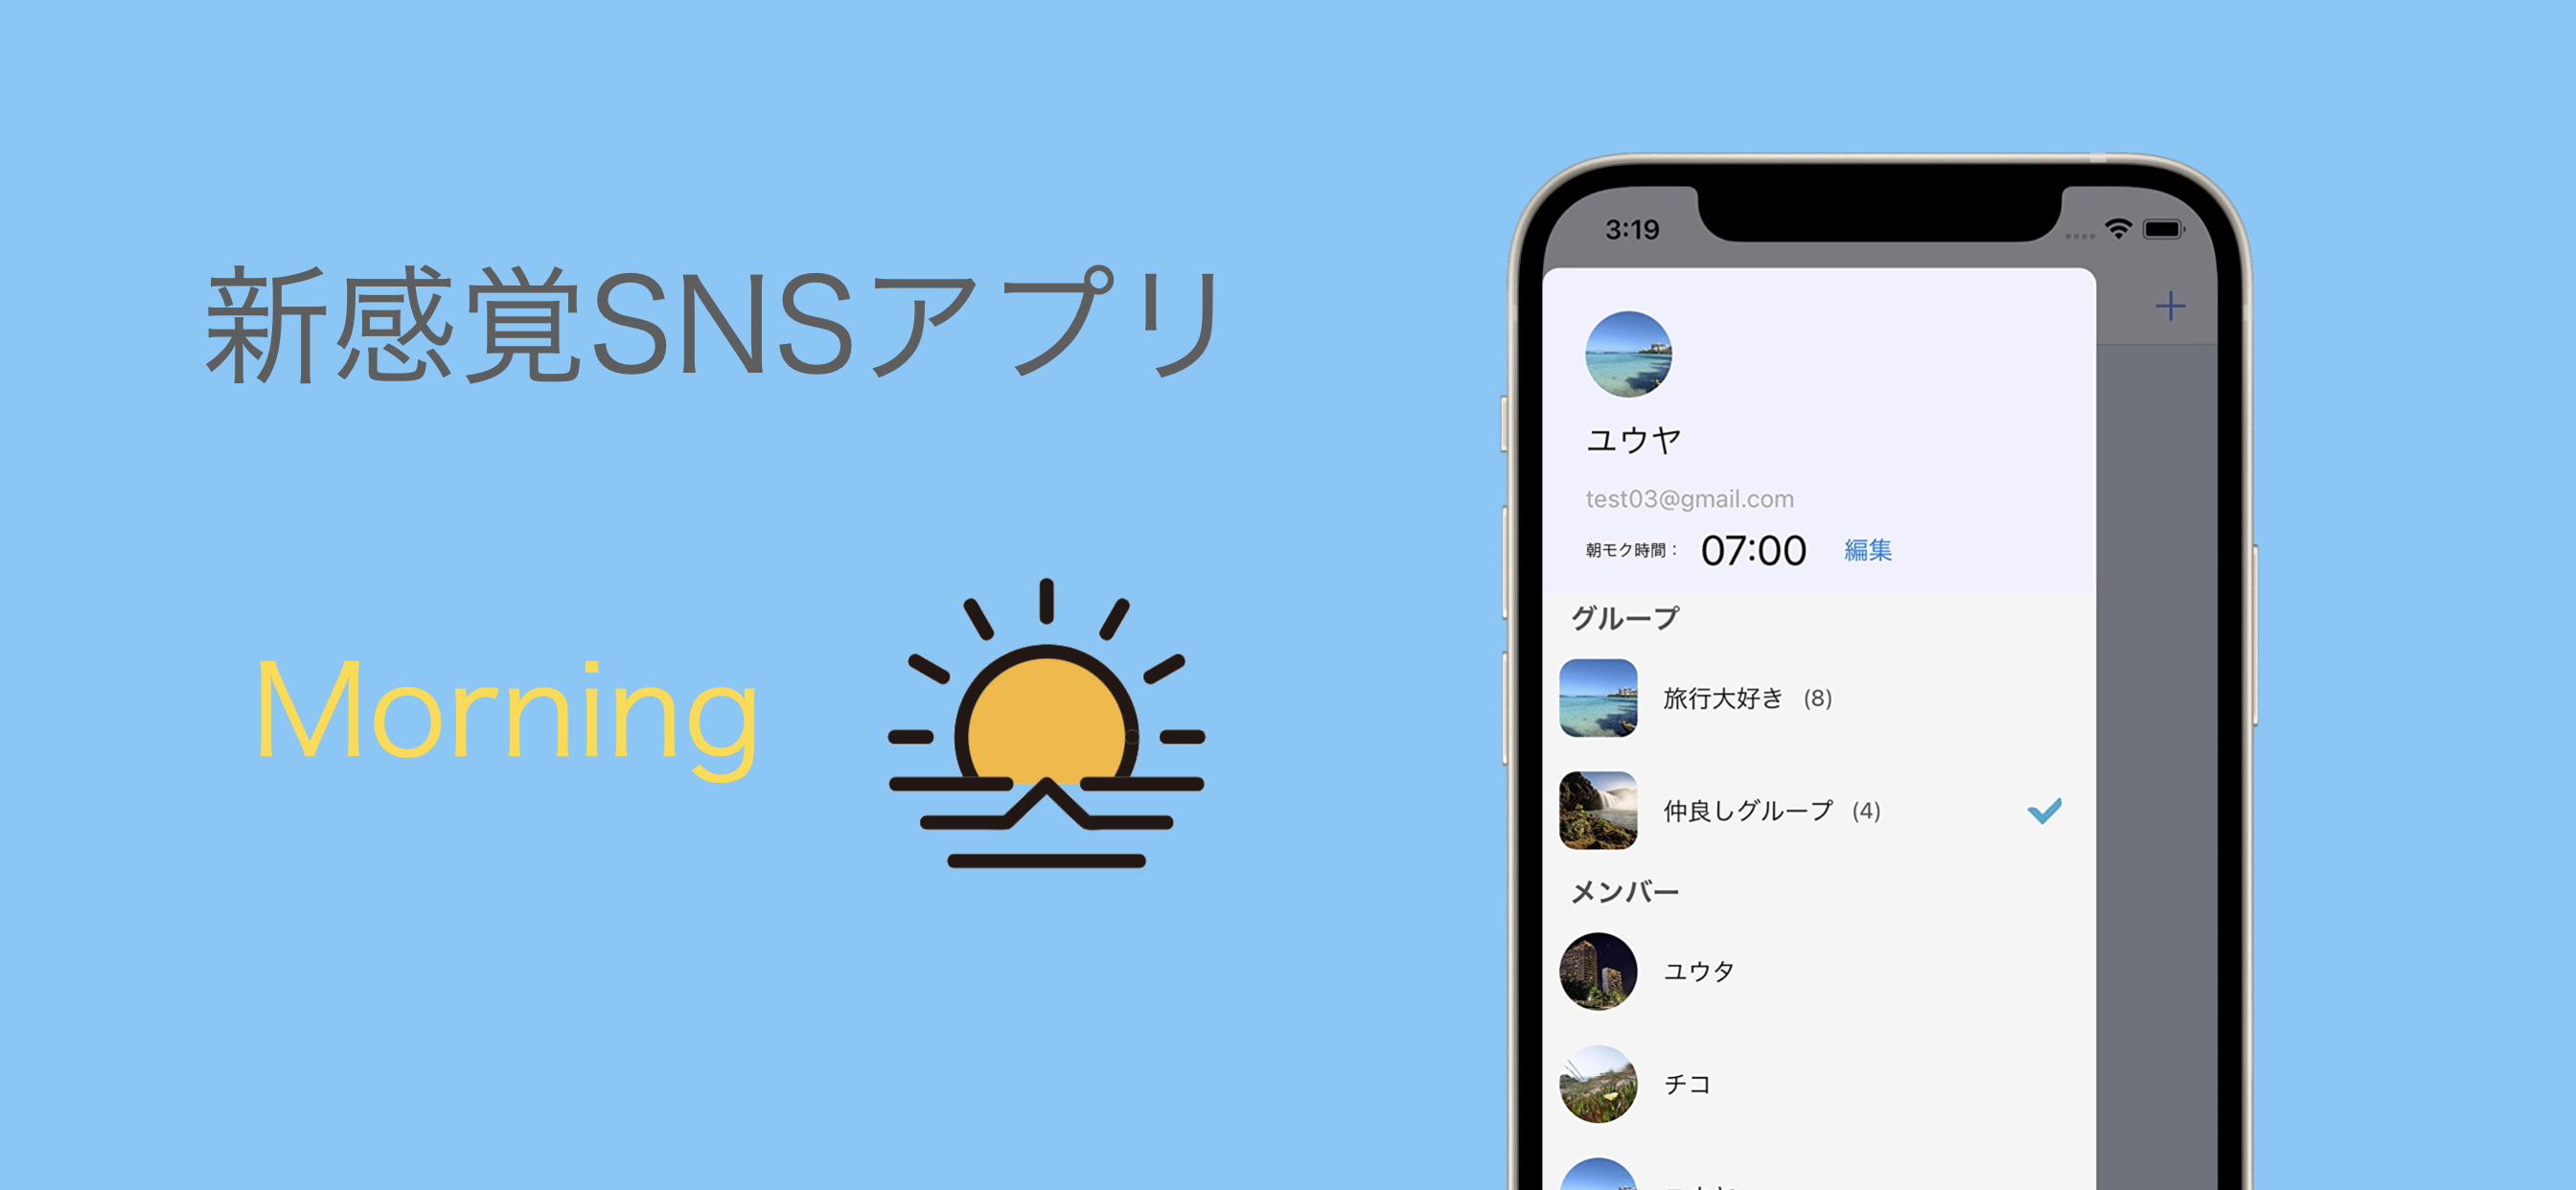 新感覚SNSアプリ
Morning
3:19
ユウヤ
test03@gmail.com
朝モク時間： 07:00 編集
グループ
旅行大好き (8)
仲良しグループ (4)
メンバー
ユウタ
チコ